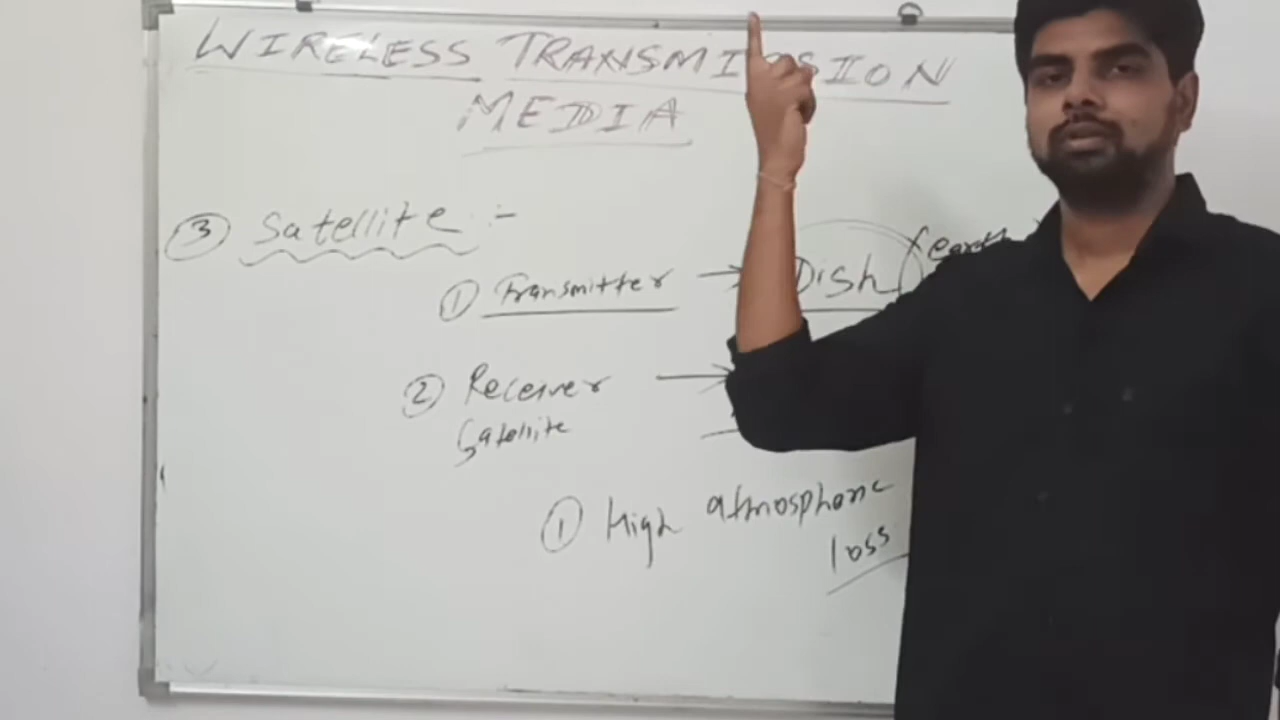 WIRELESS TRANSMISSION
MEDIA
③ Satellite :-
① Transmitter → Dish (earth
② Receiver →
Satellite
① High atmospheric
loss